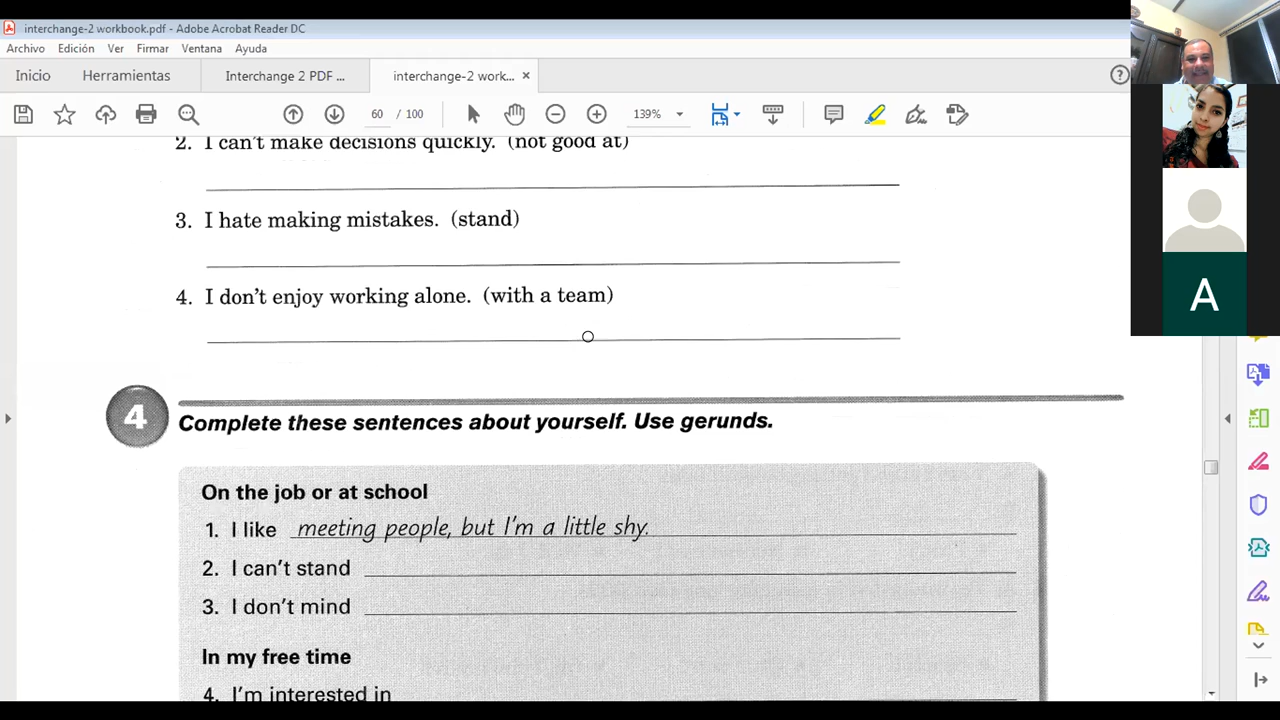 interchange-2 workbook.pdf - Adobe Acrobat Reader DC
Archivo Edición Ver Firmar Ventana Ayuda
Inicio Herramientas Interchange 2 PDF ... interchange-2 work... ×
60 / 100 139%
2. I can't make decisions quickly. (not good at)
3. I hate making mistakes. (stand)
4. I don't enjoy working alone. (with a team)
4 Complete these sentences about yourself. Use gerunds.
On the job or at school
1. I like meeting people, but I'm a little shy.
2. I can't stand
3. I don't mind
In my free time
4. I'm interested in
A